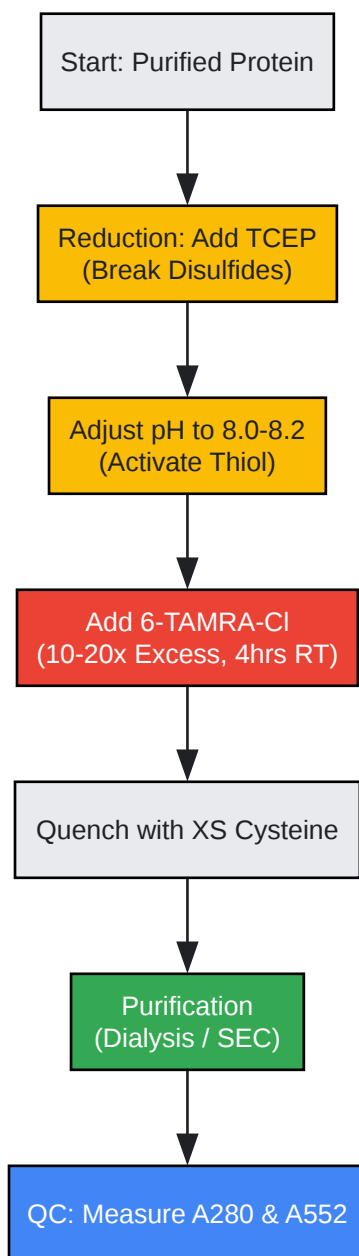 Start: Purified Protein
Reduction: Add TCEP
(Break Disulfides)
Adjust pH to 8.0-8.2
(Activate Thiol)
Add 6-TAMRA-Cl
(10-20x Excess, 4hrs RT)
Quench with XS Cysteine
Purification
(Dialysis / SEC)
QC: Measure A280 & A552